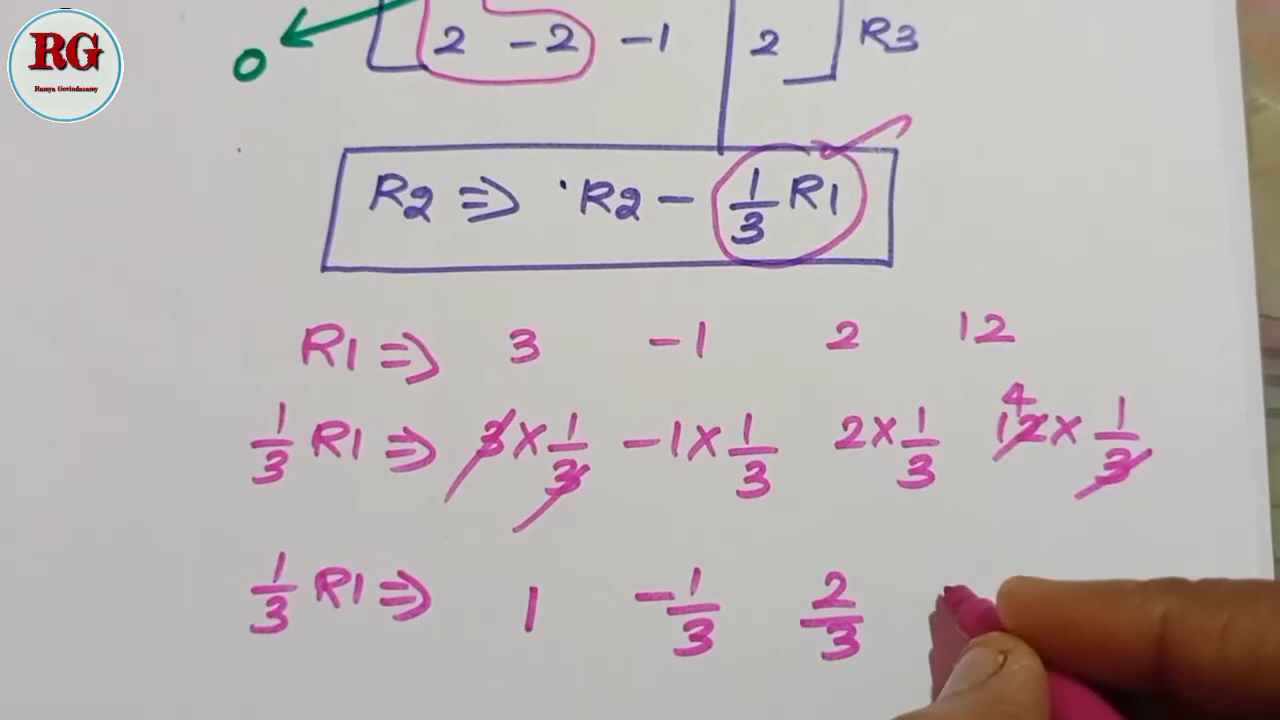 RG
Ramya Govindasamy
2 -2 -1 2 R3
0
R2 ⇒ R2 - 1/3 R1
R1 ⇒ 3 -1 2 12
1/3 R1 ⇒ 3 × 1/3 -1 × 1/3 2 × 1/3 4 12 × 1/3
1/3 R1 ⇒ 1 -1/3 2/3